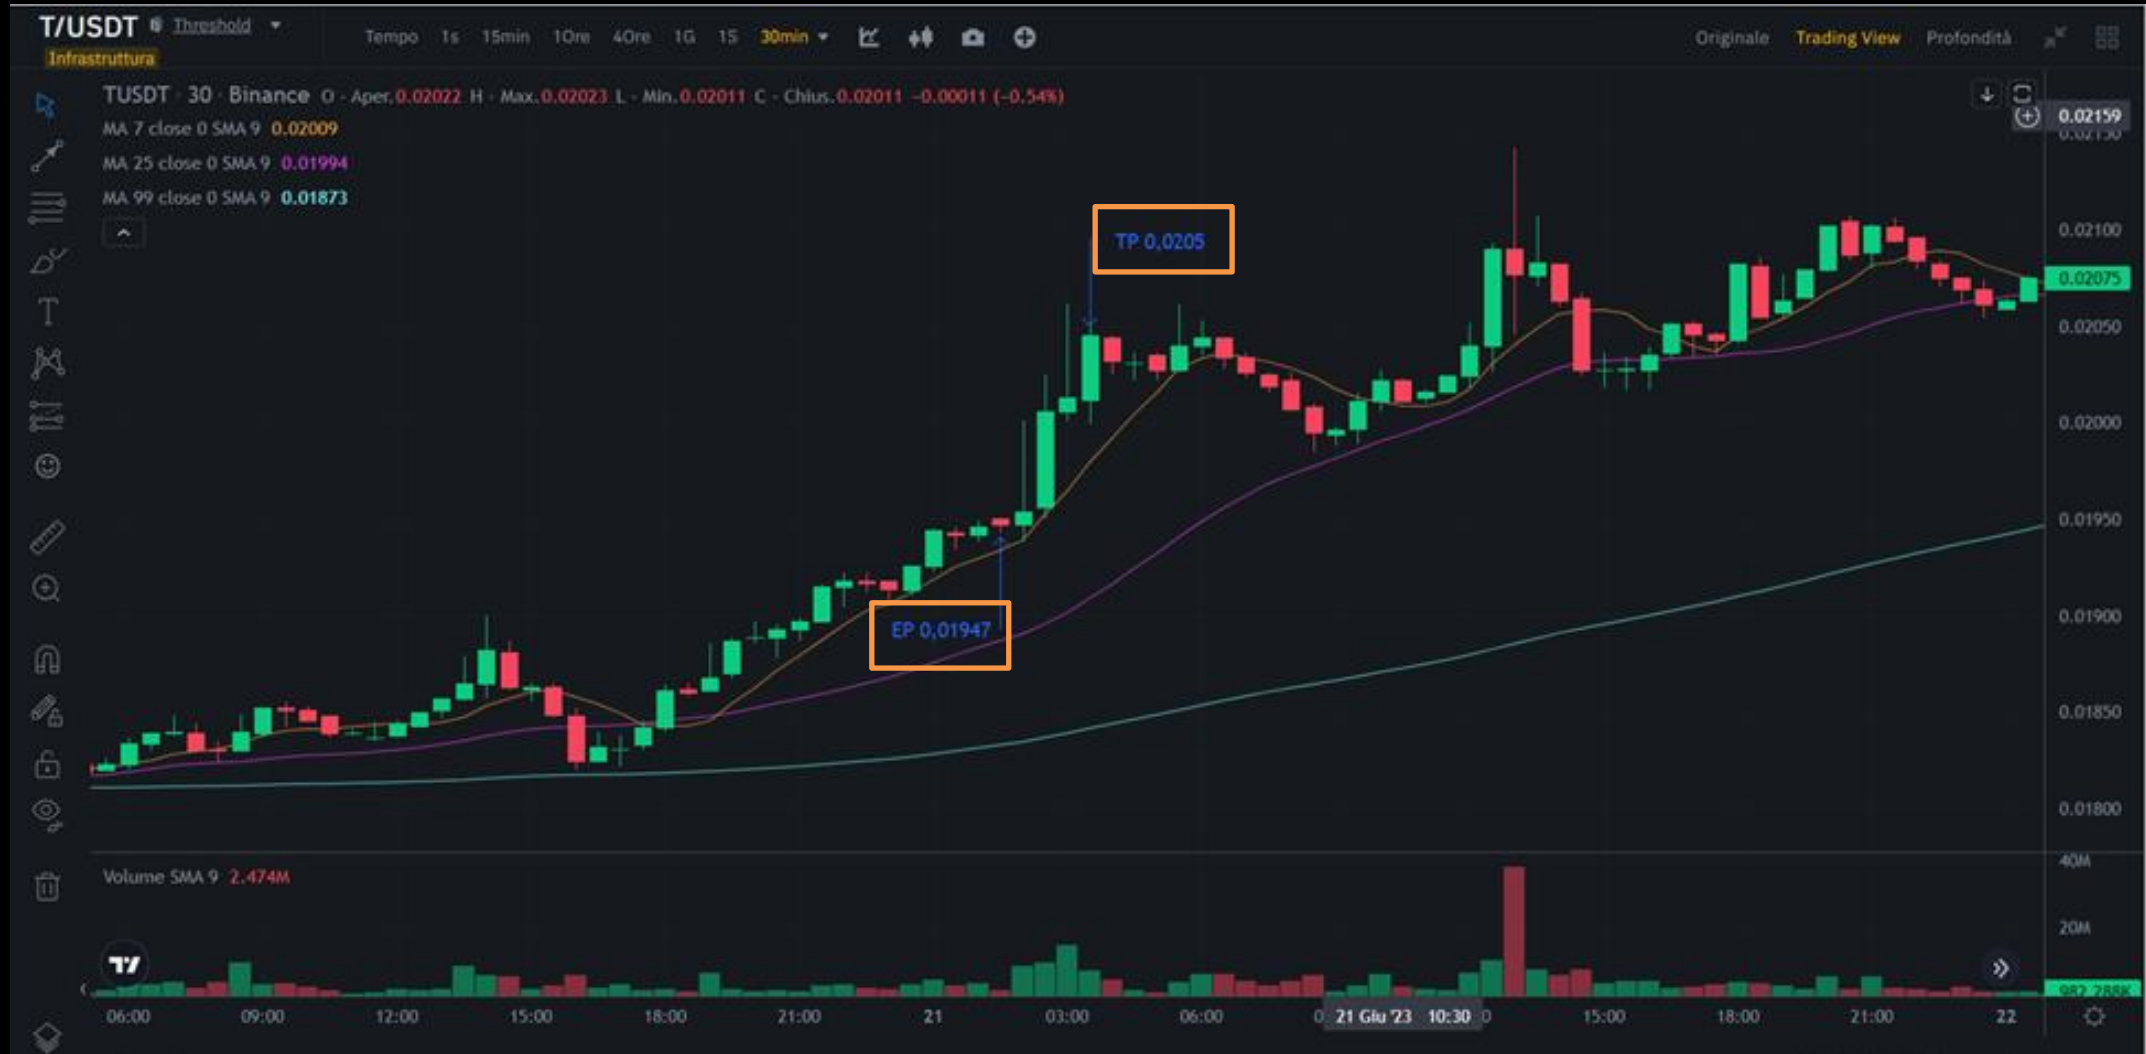 T/USDT Threshold
Infrastruttura
Tempo 1s 15min 1Ore 4Ore 1G 1S 30min
Originale Trading View Profondità
TUSDT · 30 · Binance O - Aper.0.02022 H - Max.0.02023 L - Min.0.02011 C - Chius.0.02011 -0.00011 (-0.54%)
MA 7 close 0 SMA 9 0.02009
MA 25 close 0 SMA 9 0.01994
MA 99 close 0 SMA 9 0.01873
0.02159
0.02150
TP 0,0205
0.02100
0.02075
0.02050
0.02000
0.01950
EP 0,01947
0.01900
0.01850
0.01800
Volume SMA 9 2.474M
40M
20M
982.288K
06:00 09:00 12:00 15:00 18:00 21:00 21 03:00 06:00 21 Giu '23 10:30 15:00 18:00 21:00 22